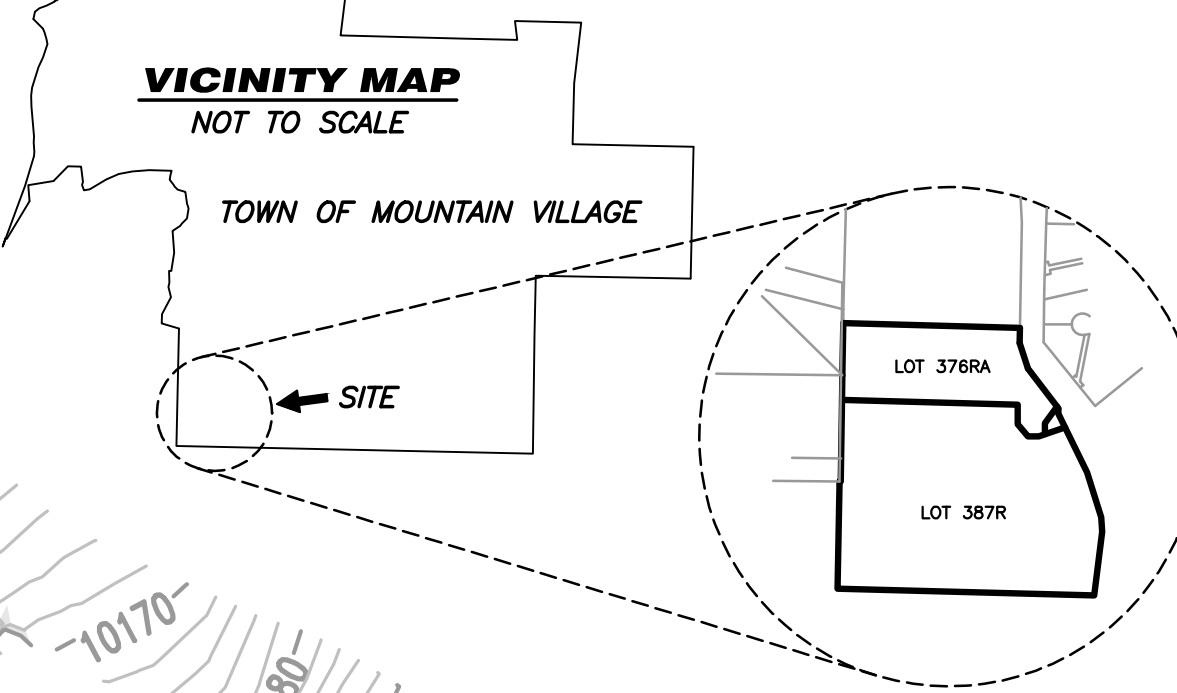 VICINITY MAP
NOT TO SCALE
TOWN OF MOUNTAIN VILLAGE
SITE
LOT 376RA
LOT 387R
10170